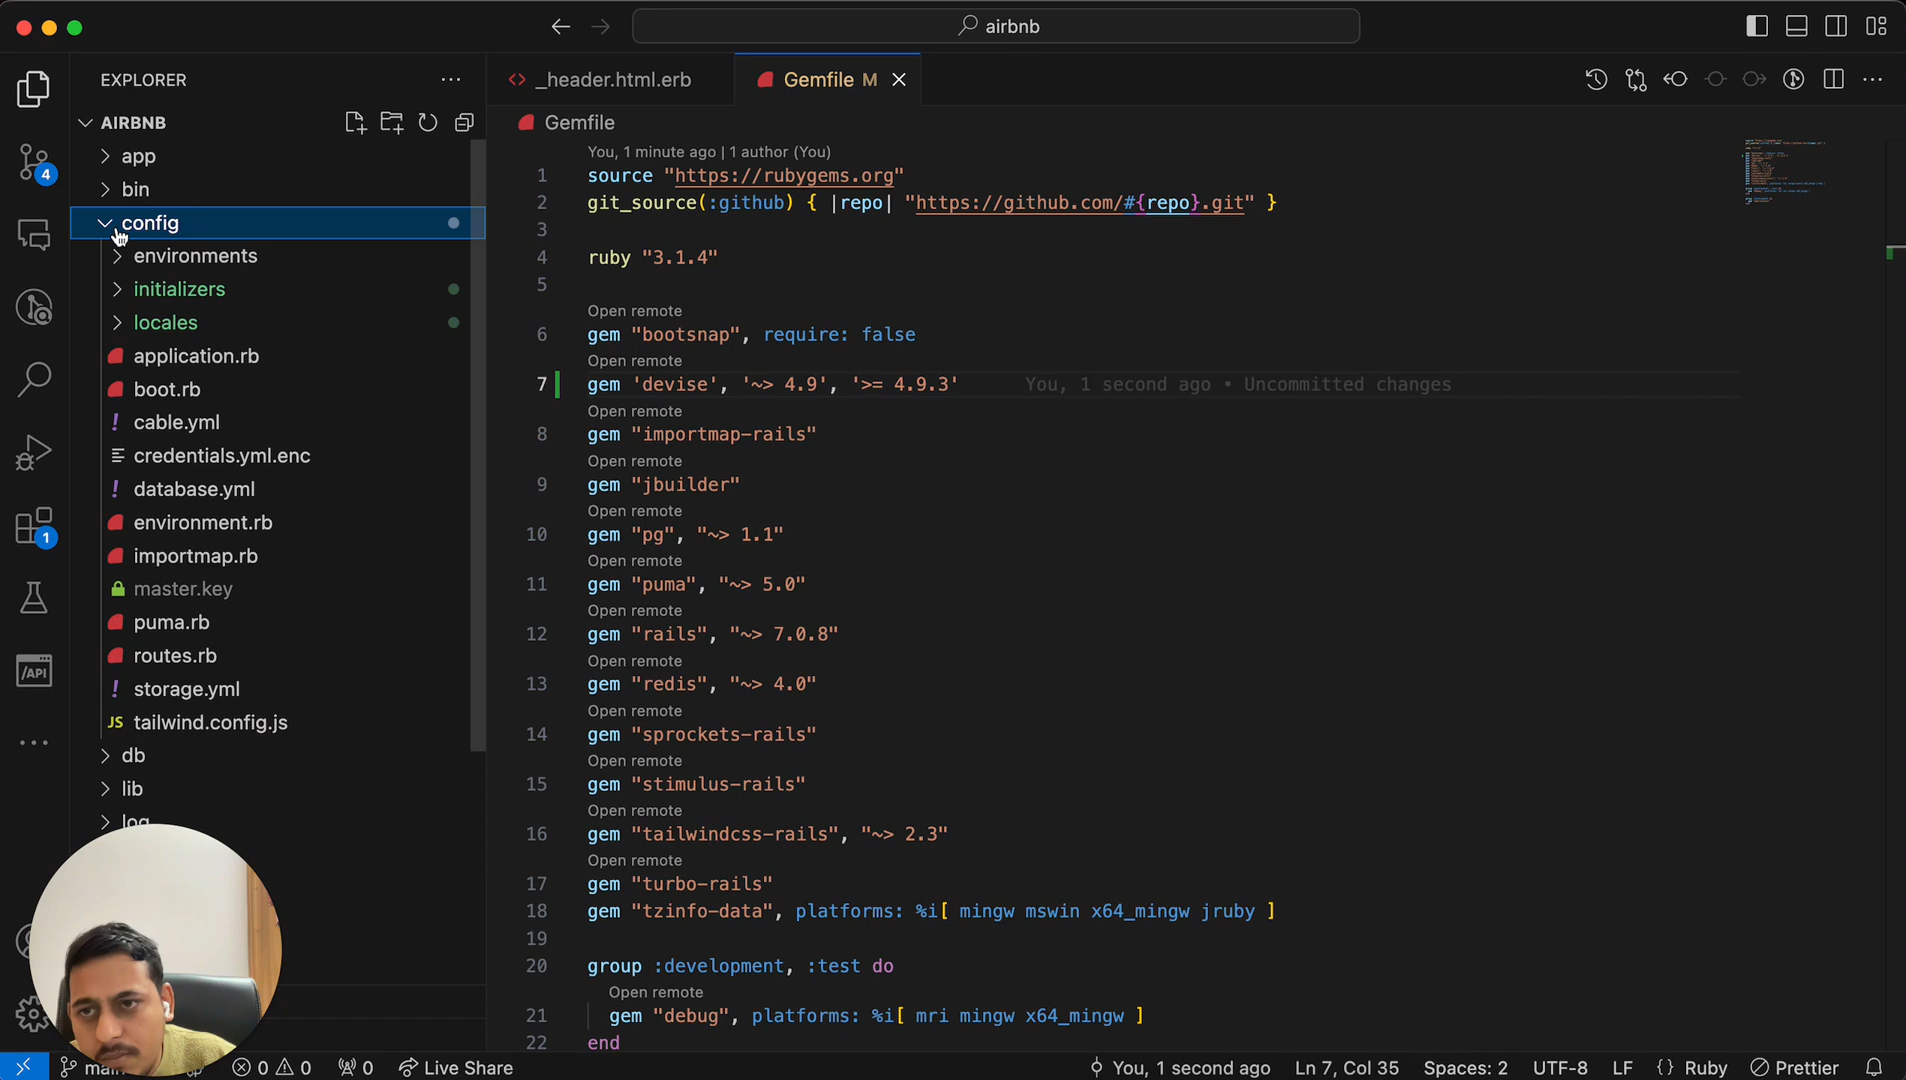 airbnb
EXPLORER
_header.html.erb
Gemfile M
AIRBNB
Gemfile
app
bin
config
environments
initializers
locales
application.rb
boot.rb
cable.yml
credentials.yml.enc
database.yml
environment.rb
importmap.rb
master.key
puma.rb
routes.rb
storage.yml
tailwind.config.js
db
lib
log
4
1
/API
You, 1 minute ago | 1 author (You)
1 source "https://rubygems.org"
2 git_source(:github) { |repo| "https://github.com/#{repo}.git" }
3
4 ruby "3.1.4"
5
Open remote
6 gem "bootsnap", require: false
Open remote
7 gem 'devise', '~> 4.9', '>= 4.9.3' You, 1 second ago • Uncommitted changes
Open remote
8 gem "importmap-rails"
Open remote
9 gem "jbuilder"
Open remote
10 gem "pg", "~> 1.1"
Open remote
11 gem "puma", "~> 5.0"
Open remote
12 gem "rails", "~> 7.0.8"
Open remote
13 gem "redis", "~> 4.0"
Open remote
14 gem "sprockets-rails"
Open remote
15 gem "stimulus-rails"
Open remote
16 gem "tailwindcss-rails", "~> 2.3"
Open remote
17 gem "turbo-rails"
18 gem "tzinfo-data", platforms: %i[ mingw mswin x64_mingw jruby ]
19
20 group :development, :test do
Open remote
21 gem "debug", platforms: %i[ mri mingw x64_mingw ]
22 end
0 0 0 Live Share You, 1 second ago Ln 7, Col 35 Spaces: 2 UTF-8 LF {} Ruby Prettier